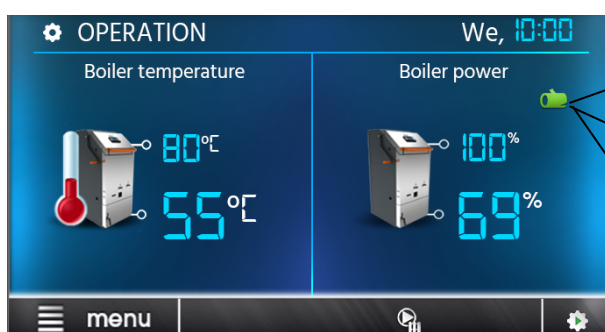 OPERATION We, 10:00
Boiler temperature Boiler power
80°C 100%
55°C 69%
menu